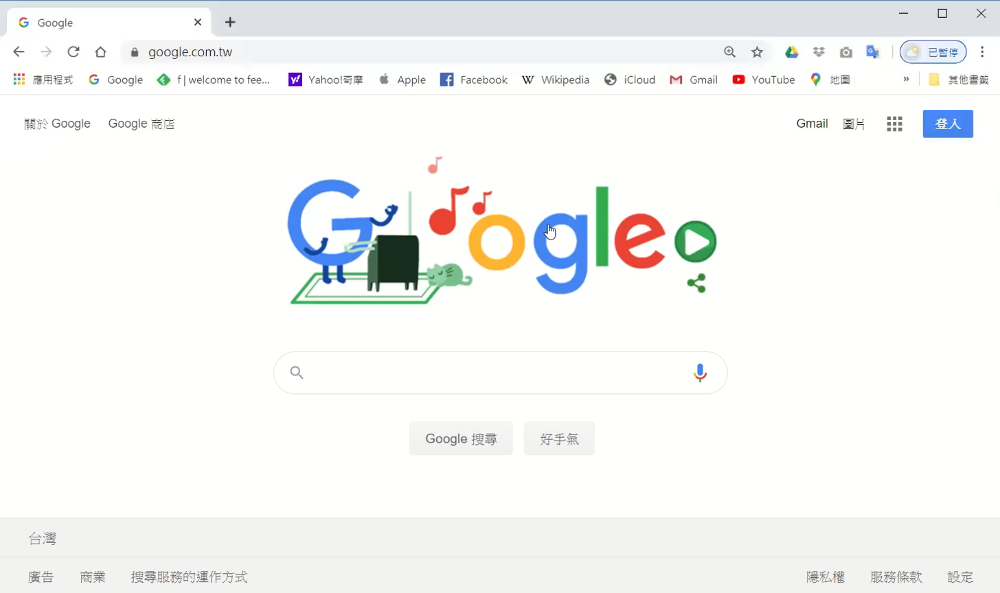 Google
google.com.tw
已暫停
應用程式 Google f | welcome to fee... Yahoo!奇摩 Apple Facebook Wikipedia iCloud Gmail YouTube 地圖 » 其他書籤
關於 Google Google 商店 Gmail 圖片 登入
Google
Google 搜尋 好手氣
台灣
廣告 商業 搜尋服務的運作方式 隱私權 服務條款 設定